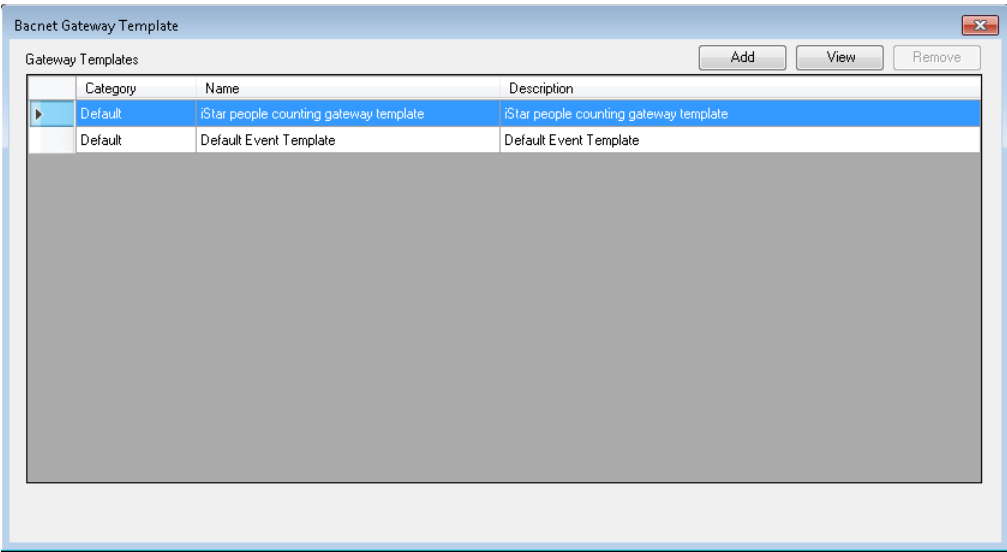 Bacnet Gateway Template
Gateway Templates Add View Remove
Category Name Description
Default iStar people counting gateway template iStar people counting gateway template
Default Default Event Template Default Event Template